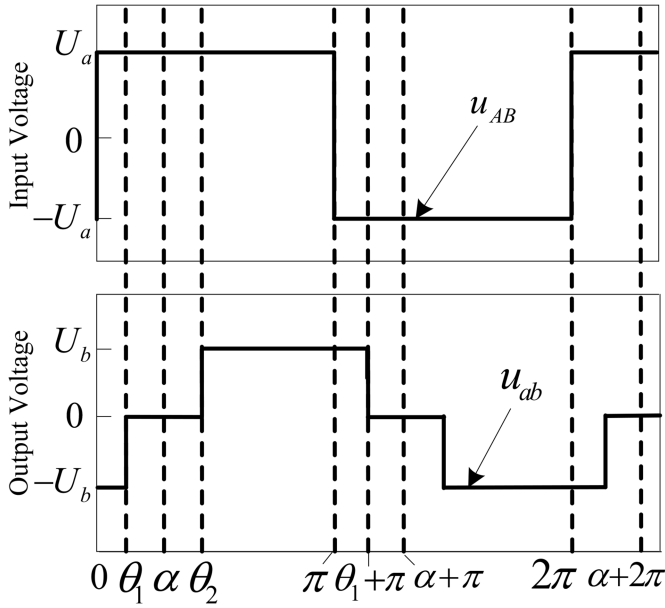 Input Voltage
U_a
0
−U_a
u_AB
Output Voltage
U_b
0
−U_b
u_ab
0 θ_1 α θ_2 π θ_1+π α+π 2π α+2π